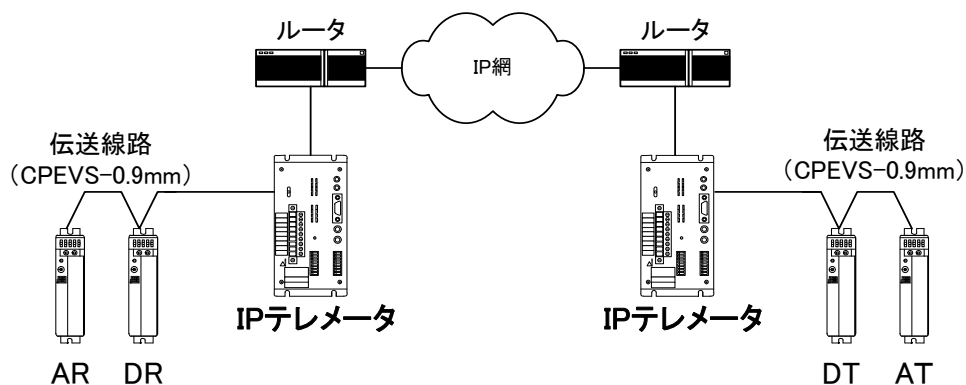 ルータ
IP網
ルータ
伝送線路
（CPEVS-0.9mm）
伝送線路
（CPEVS-0.9mm）
IPテレメータ
IPテレメータ
AR
DR
DT
AT